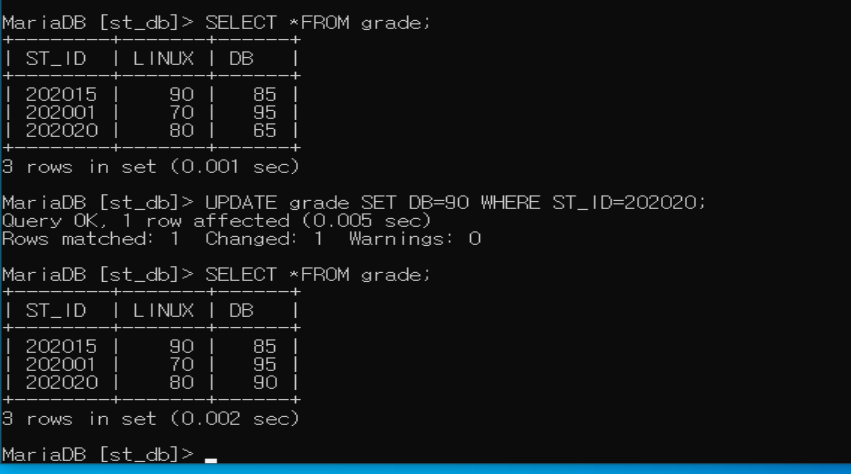 MariaDB [st_db]> SELECT *FROM grade;
+--------+-------+------+
| ST_ID  | LINUX | DB   |
+--------+-------+------+
| 202015 |    90 |   85 |
| 202001 |    70 |   95 |
| 202020 |    80 |   65 |
+--------+-------+------+
3 rows in set (0.001 sec)
MariaDB [st_db]> UPDATE grade SET DB=90 WHERE ST_ID=202020;
Query OK, 1 row affected (0.005 sec)
Rows matched: 1  Changed: 1  Warnings: 0
MariaDB [st_db]> SELECT *FROM grade;
+--------+-------+------+
| ST_ID  | LINUX | DB   |
+--------+-------+------+
| 202015 |    90 |   85 |
| 202001 |    70 |   95 |
| 202020 |    80 |   90 |
+--------+-------+------+
3 rows in set (0.002 sec)
MariaDB [st_db]> _